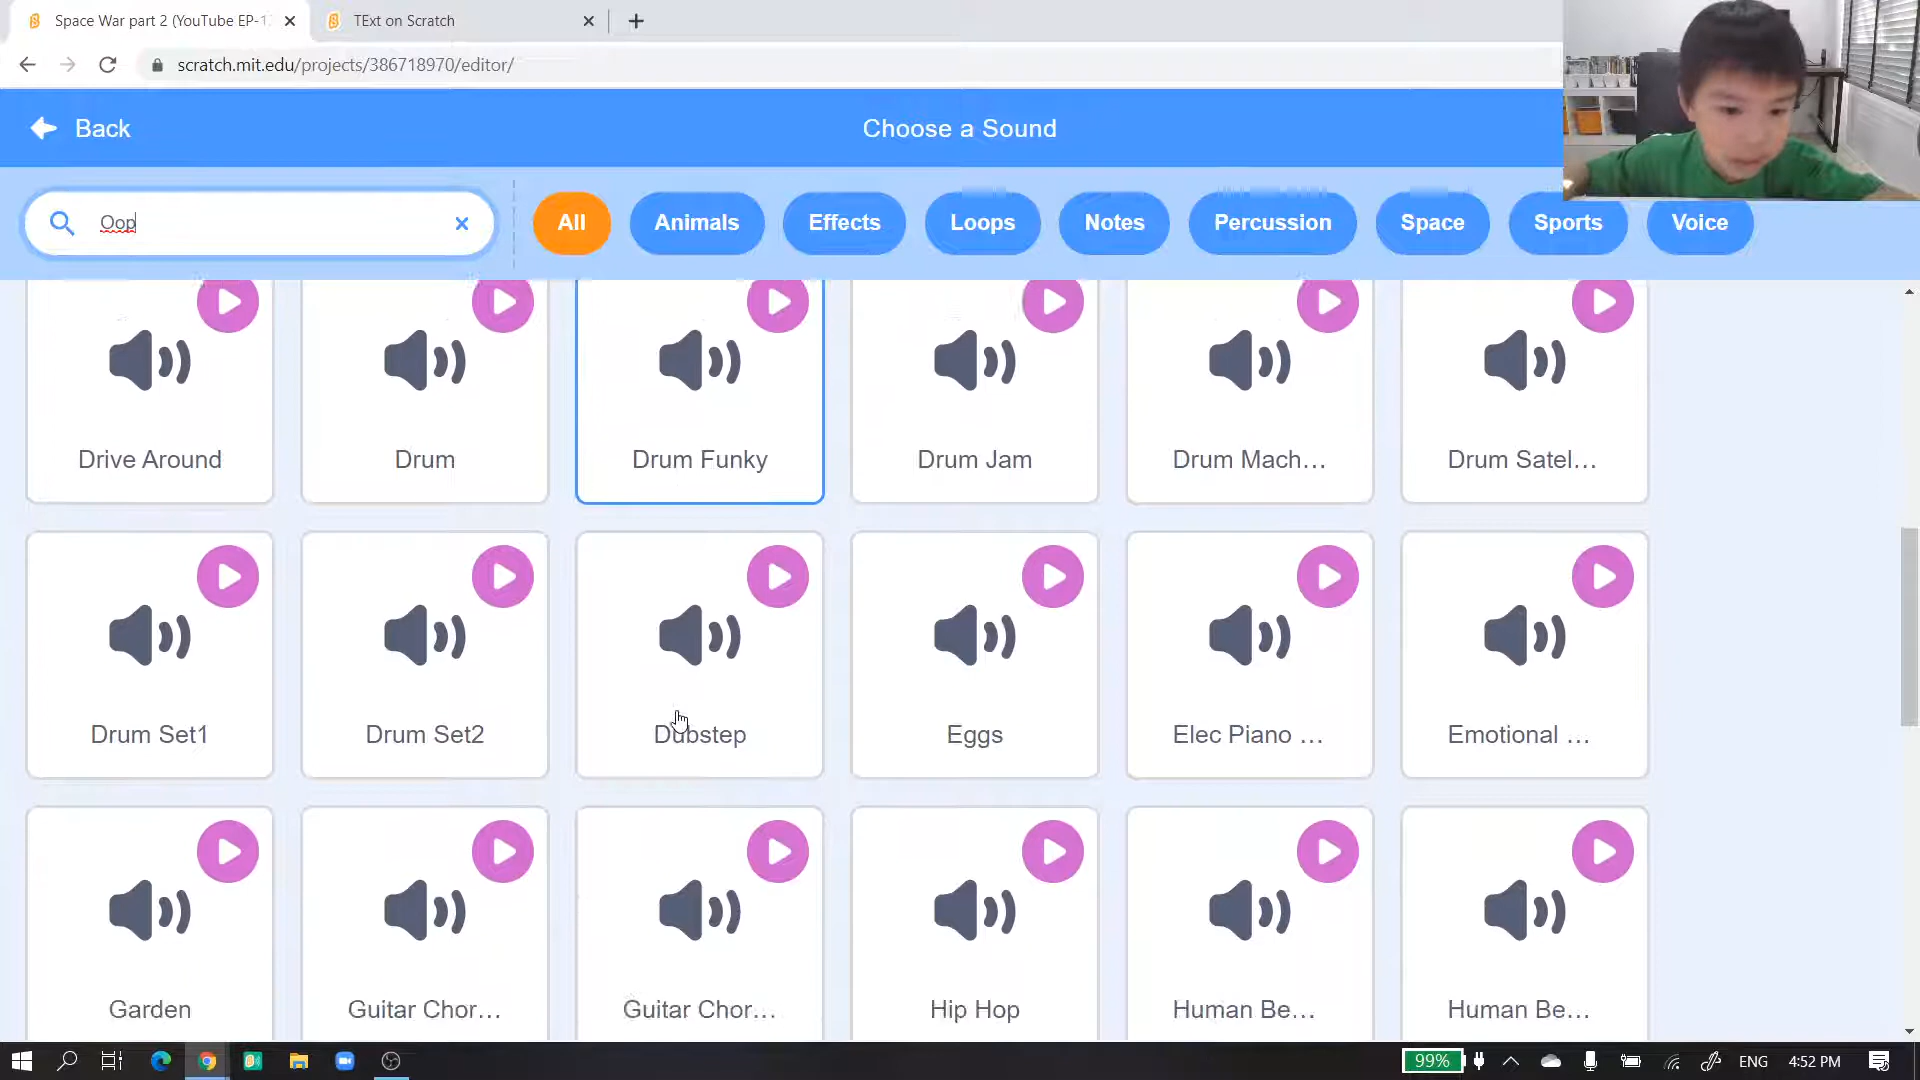 Space War part 2 (YouTube EP-1
TExt on Scratch
scratch.mit.edu/projects/386718970/editor/
Back
Choose a Sound
Oop
All
Animals
Effects
Loops
Notes
Percussion
Space
Sports
Voice
Drive Around
Drum
Drum Funky
Drum Jam
Drum Mach...
Drum Satel...
Drum Set1
Drum Set2
Dubstep
Eggs
Elec Piano ...
Emotional ...
Garden
Guitar Chor...
Guitar Chor...
Hip Hop
Human Be...
Human Be...
99%
ENG
4:52 PM